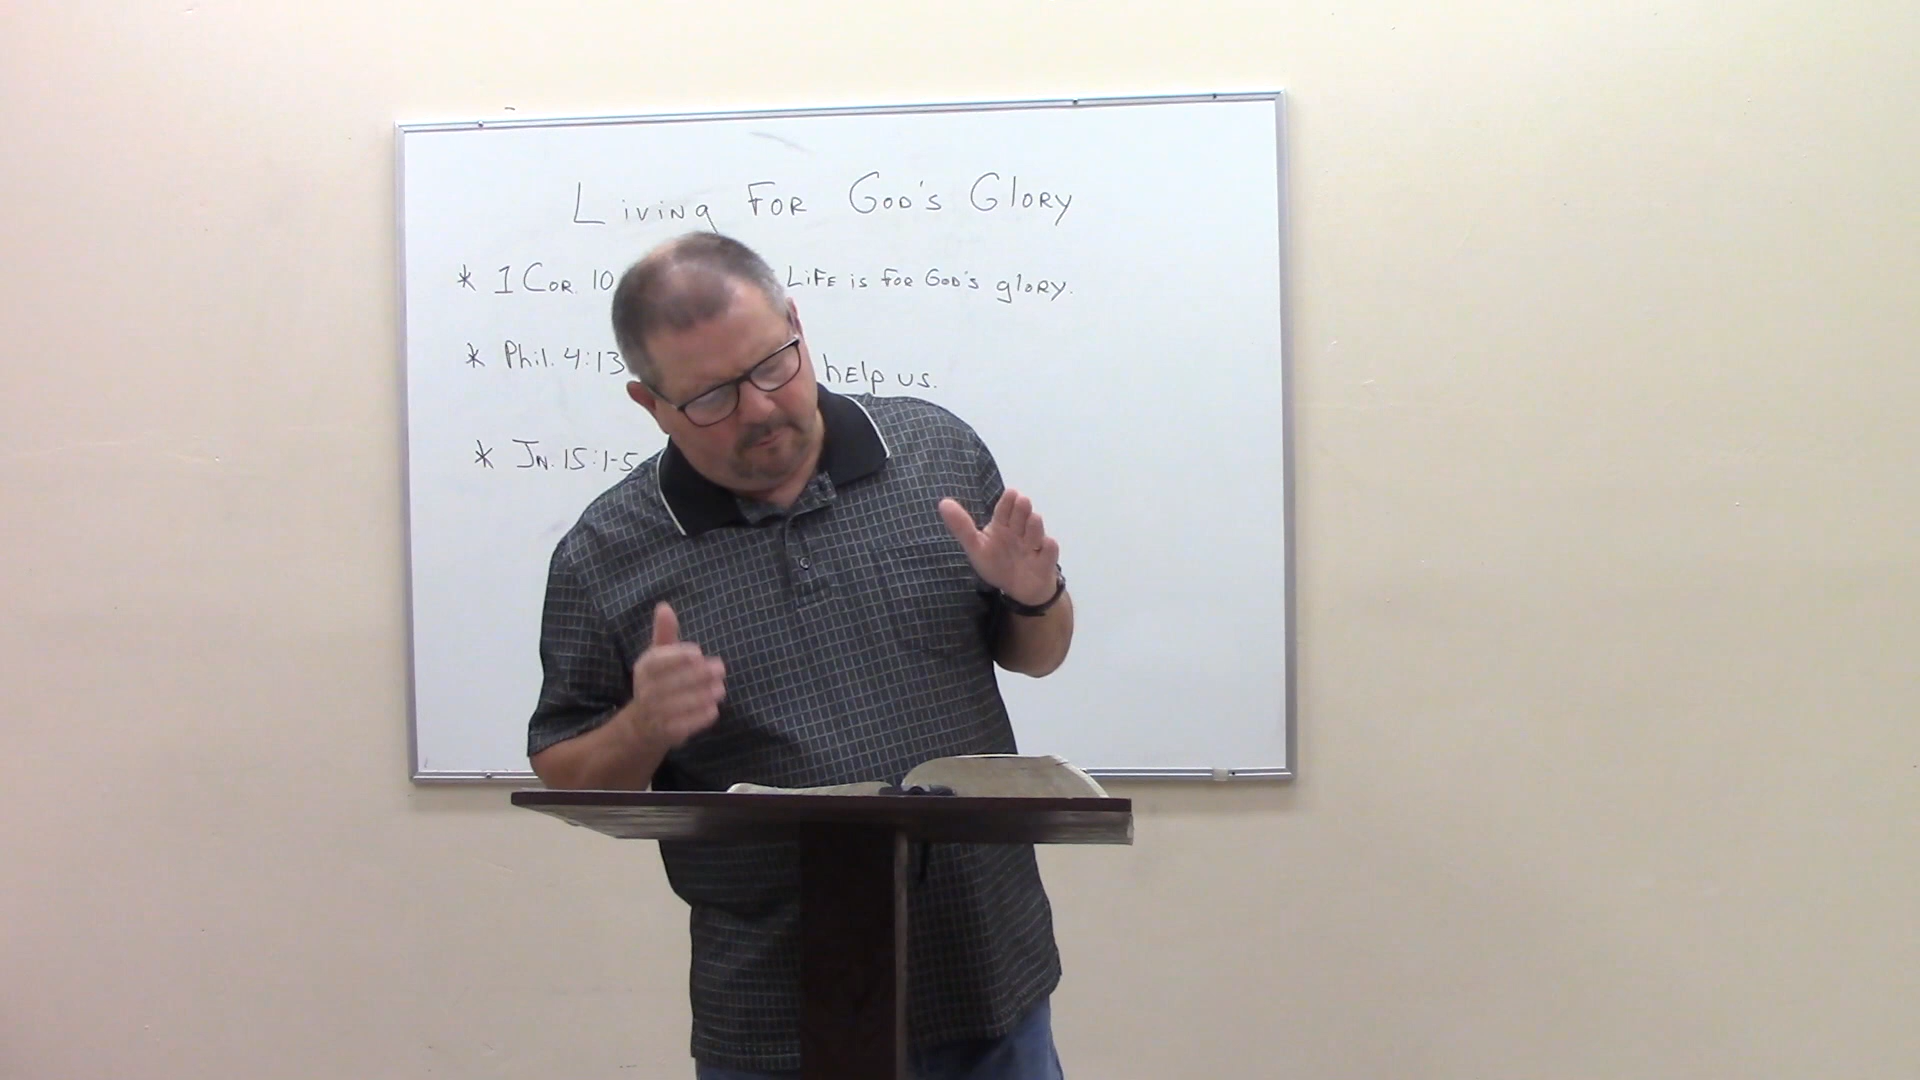 Living For God's Glory
* 1 Cor. 10 Life is for God's glory.
* Phil. 4:13 help us.
* Jn. 15:1-5